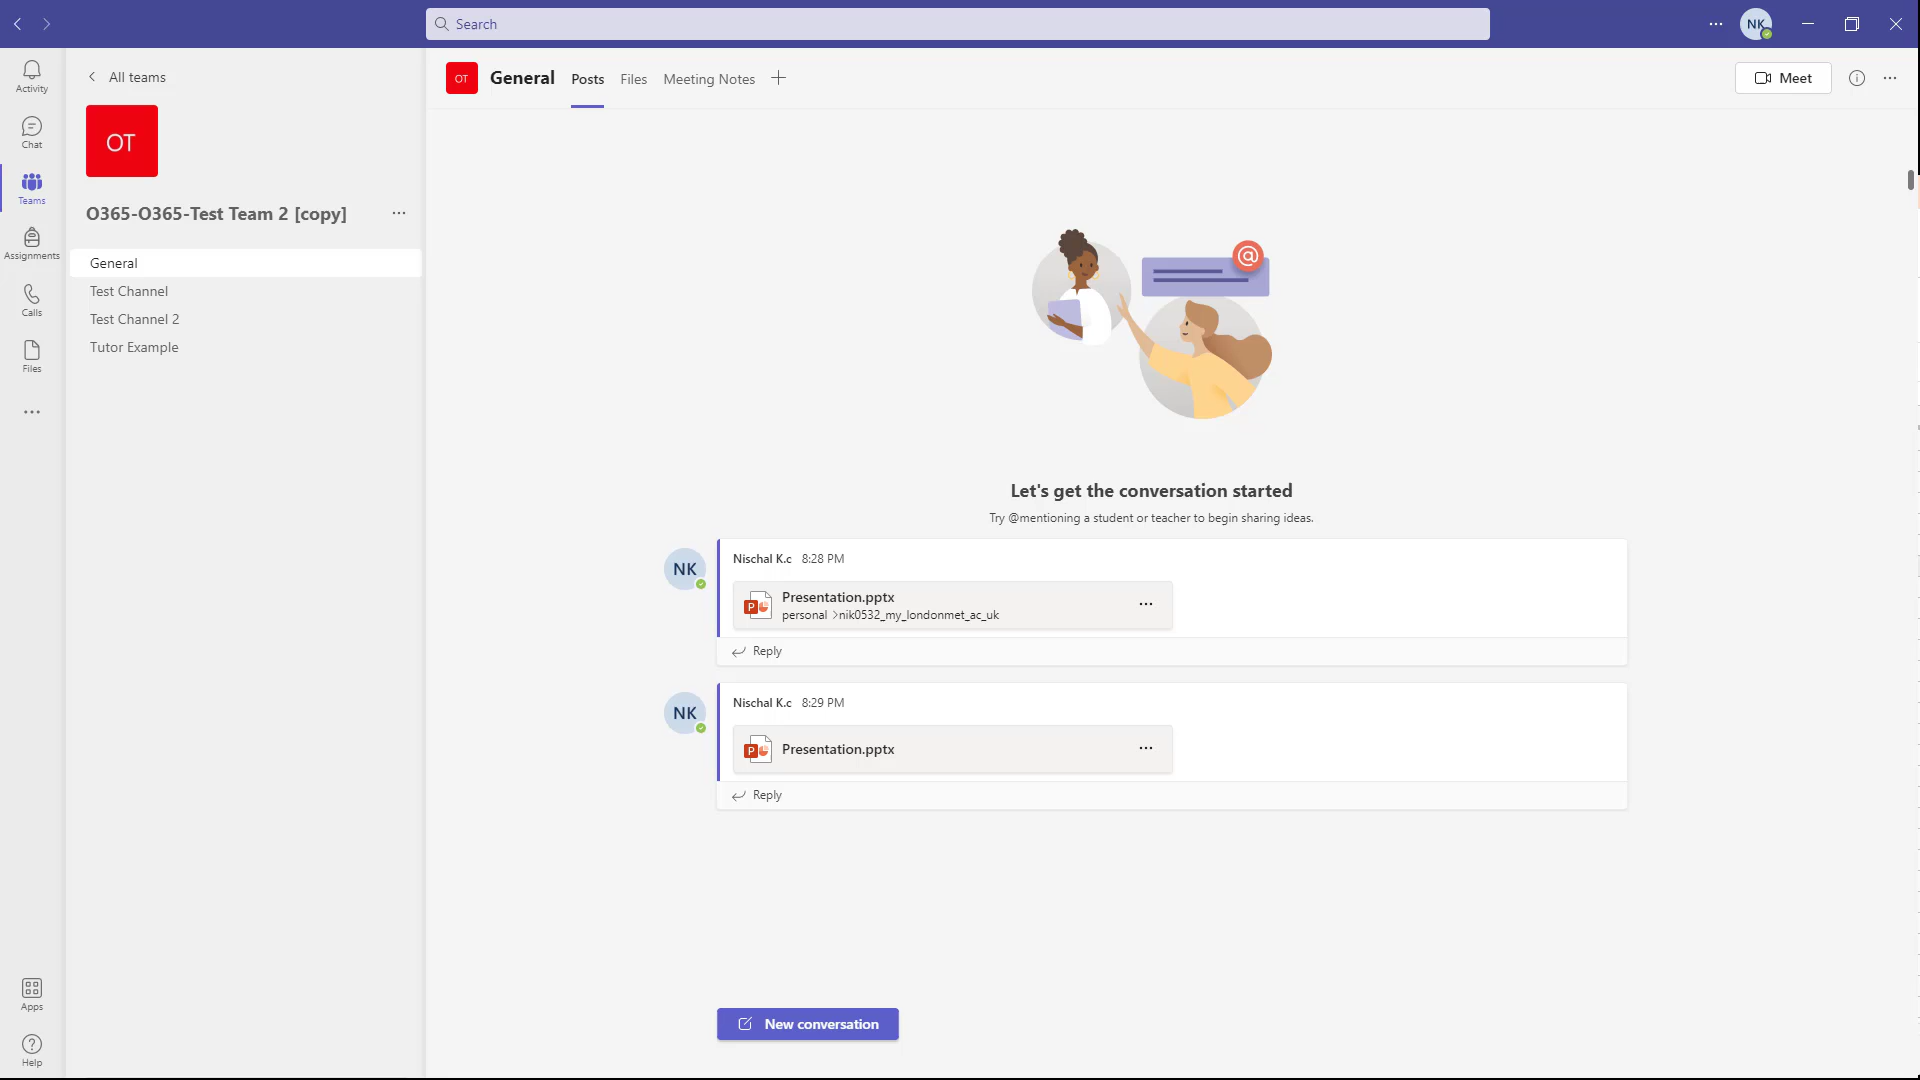 Search
NK
Activity
Chat
Teams
Assignments
Calls
Files
Apps
Help
All teams
OT
O365-O365-Test Team 2 [copy]
General
Test Channel
Test Channel 2
Tutor Example
OT General Posts Files Meeting Notes
Meet
@
Let's get the conversation started
Try @mentioning a student or teacher to begin sharing ideas.
NK
Nischal K.c 8:28 PM
P
Presentation.pptx
personal >nik0532_my_londonmet_ac_uk
Reply
NK
Nischal K.c 8:29 PM
P
Presentation.pptx
Reply
New conversation